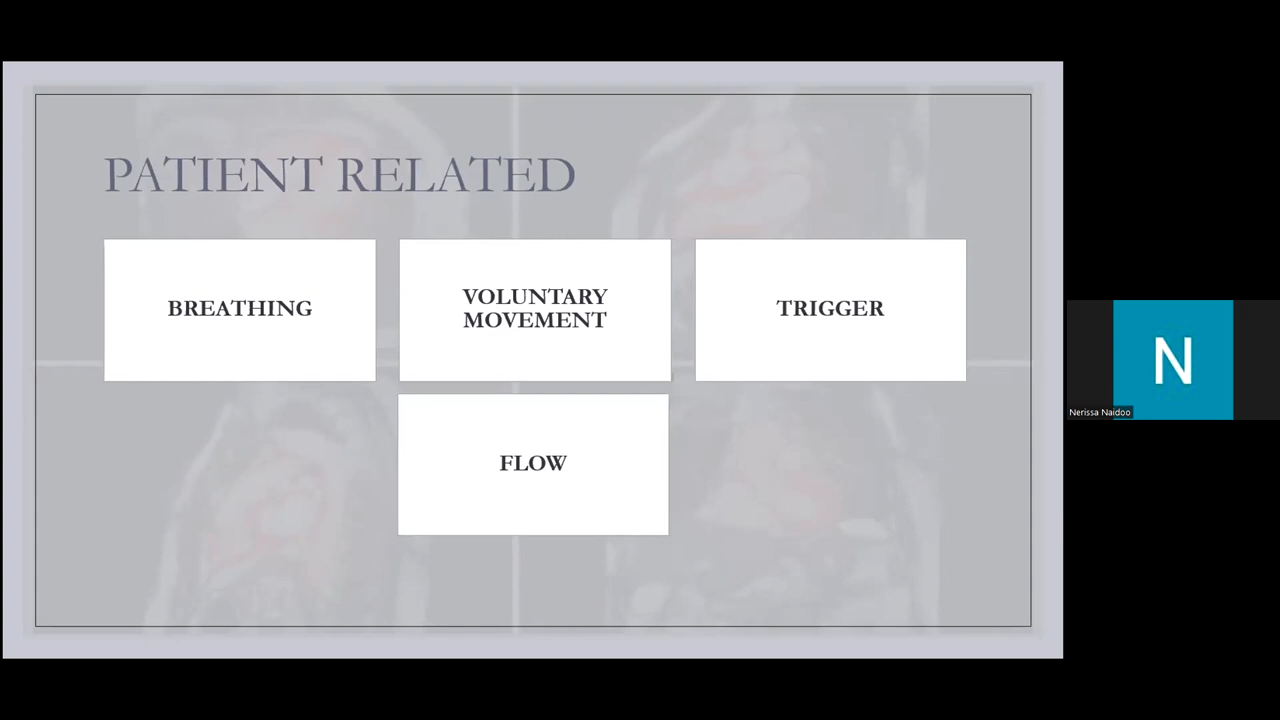 PATIENT RELATED
BREATHING
VOLUNTARY
MOVEMENT
TRIGGER
FLOW
N
Nerissa Naidoo